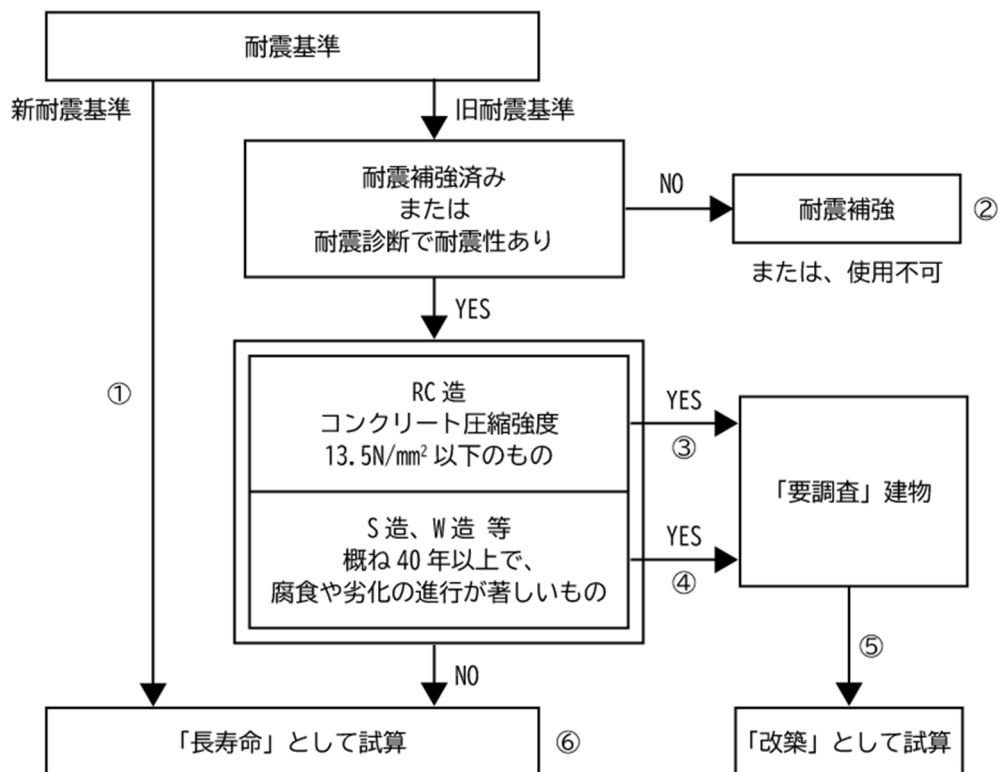 耐震基準
新耐震基準
旧耐震基準
耐震補強済み
または
耐震診断で耐震性あり
NO
耐震補強
②
または、使用不可
YES
①
RC造
コンクリート圧縮強度
13.5N/mm²以下のもの
YES
③
「要調査」建物
S造、W造 等
概ね40年以上で、
腐食や劣化の進行が著しいもの
YES
④
NO
⑤
「長寿命」として試算
⑥
「改築」として試算